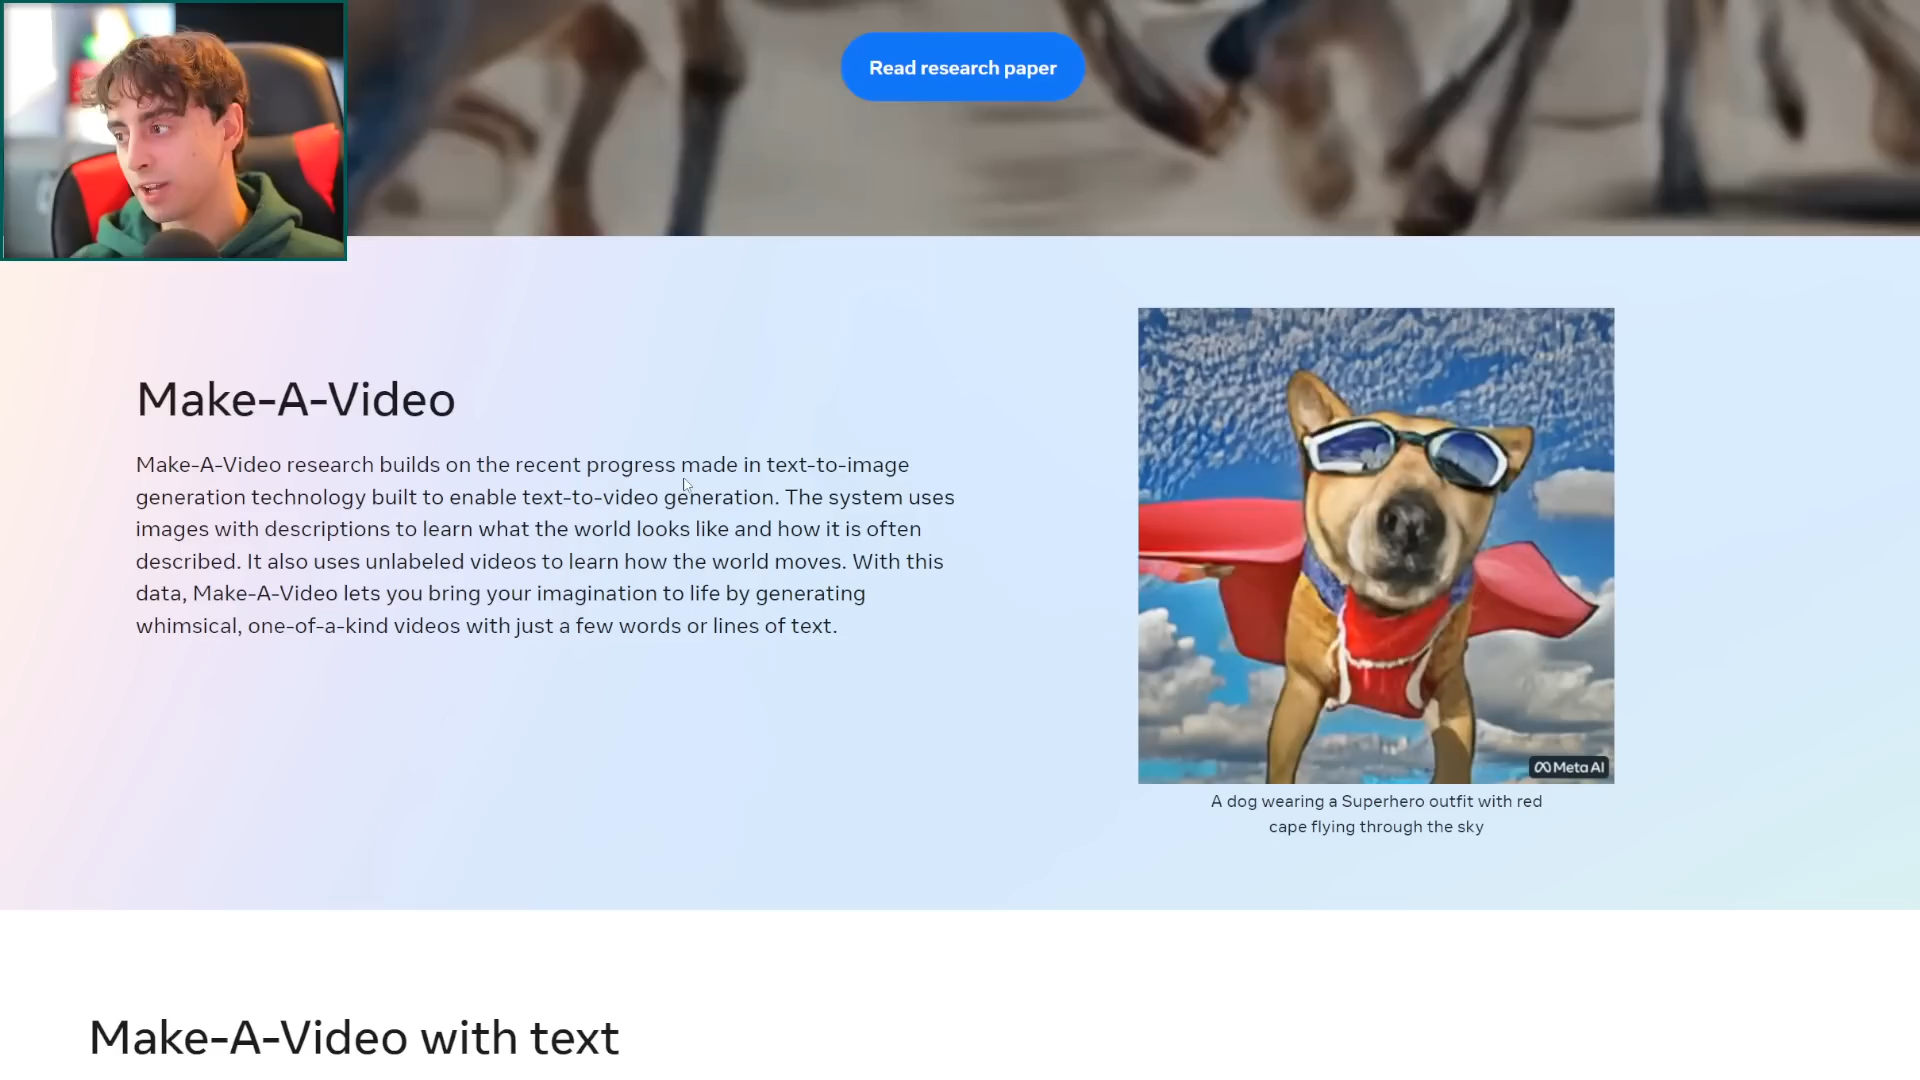 Read research paper
Make-A-Video
Make-A-Video research builds on the recent progress made in text-to-image
generation technology built to enable text-to-video generation. The system uses
images with descriptions to learn what the world looks like and how it is often
described. It also uses unlabeled videos to learn how the world moves. With this
data, Make-A-Video lets you bring your imagination to life by generating
whimsical, one-of-a-kind videos with just a few words or lines of text.
Meta AI
A dog wearing a Superhero outfit with red
cape flying through the sky
Make-A-Video with text